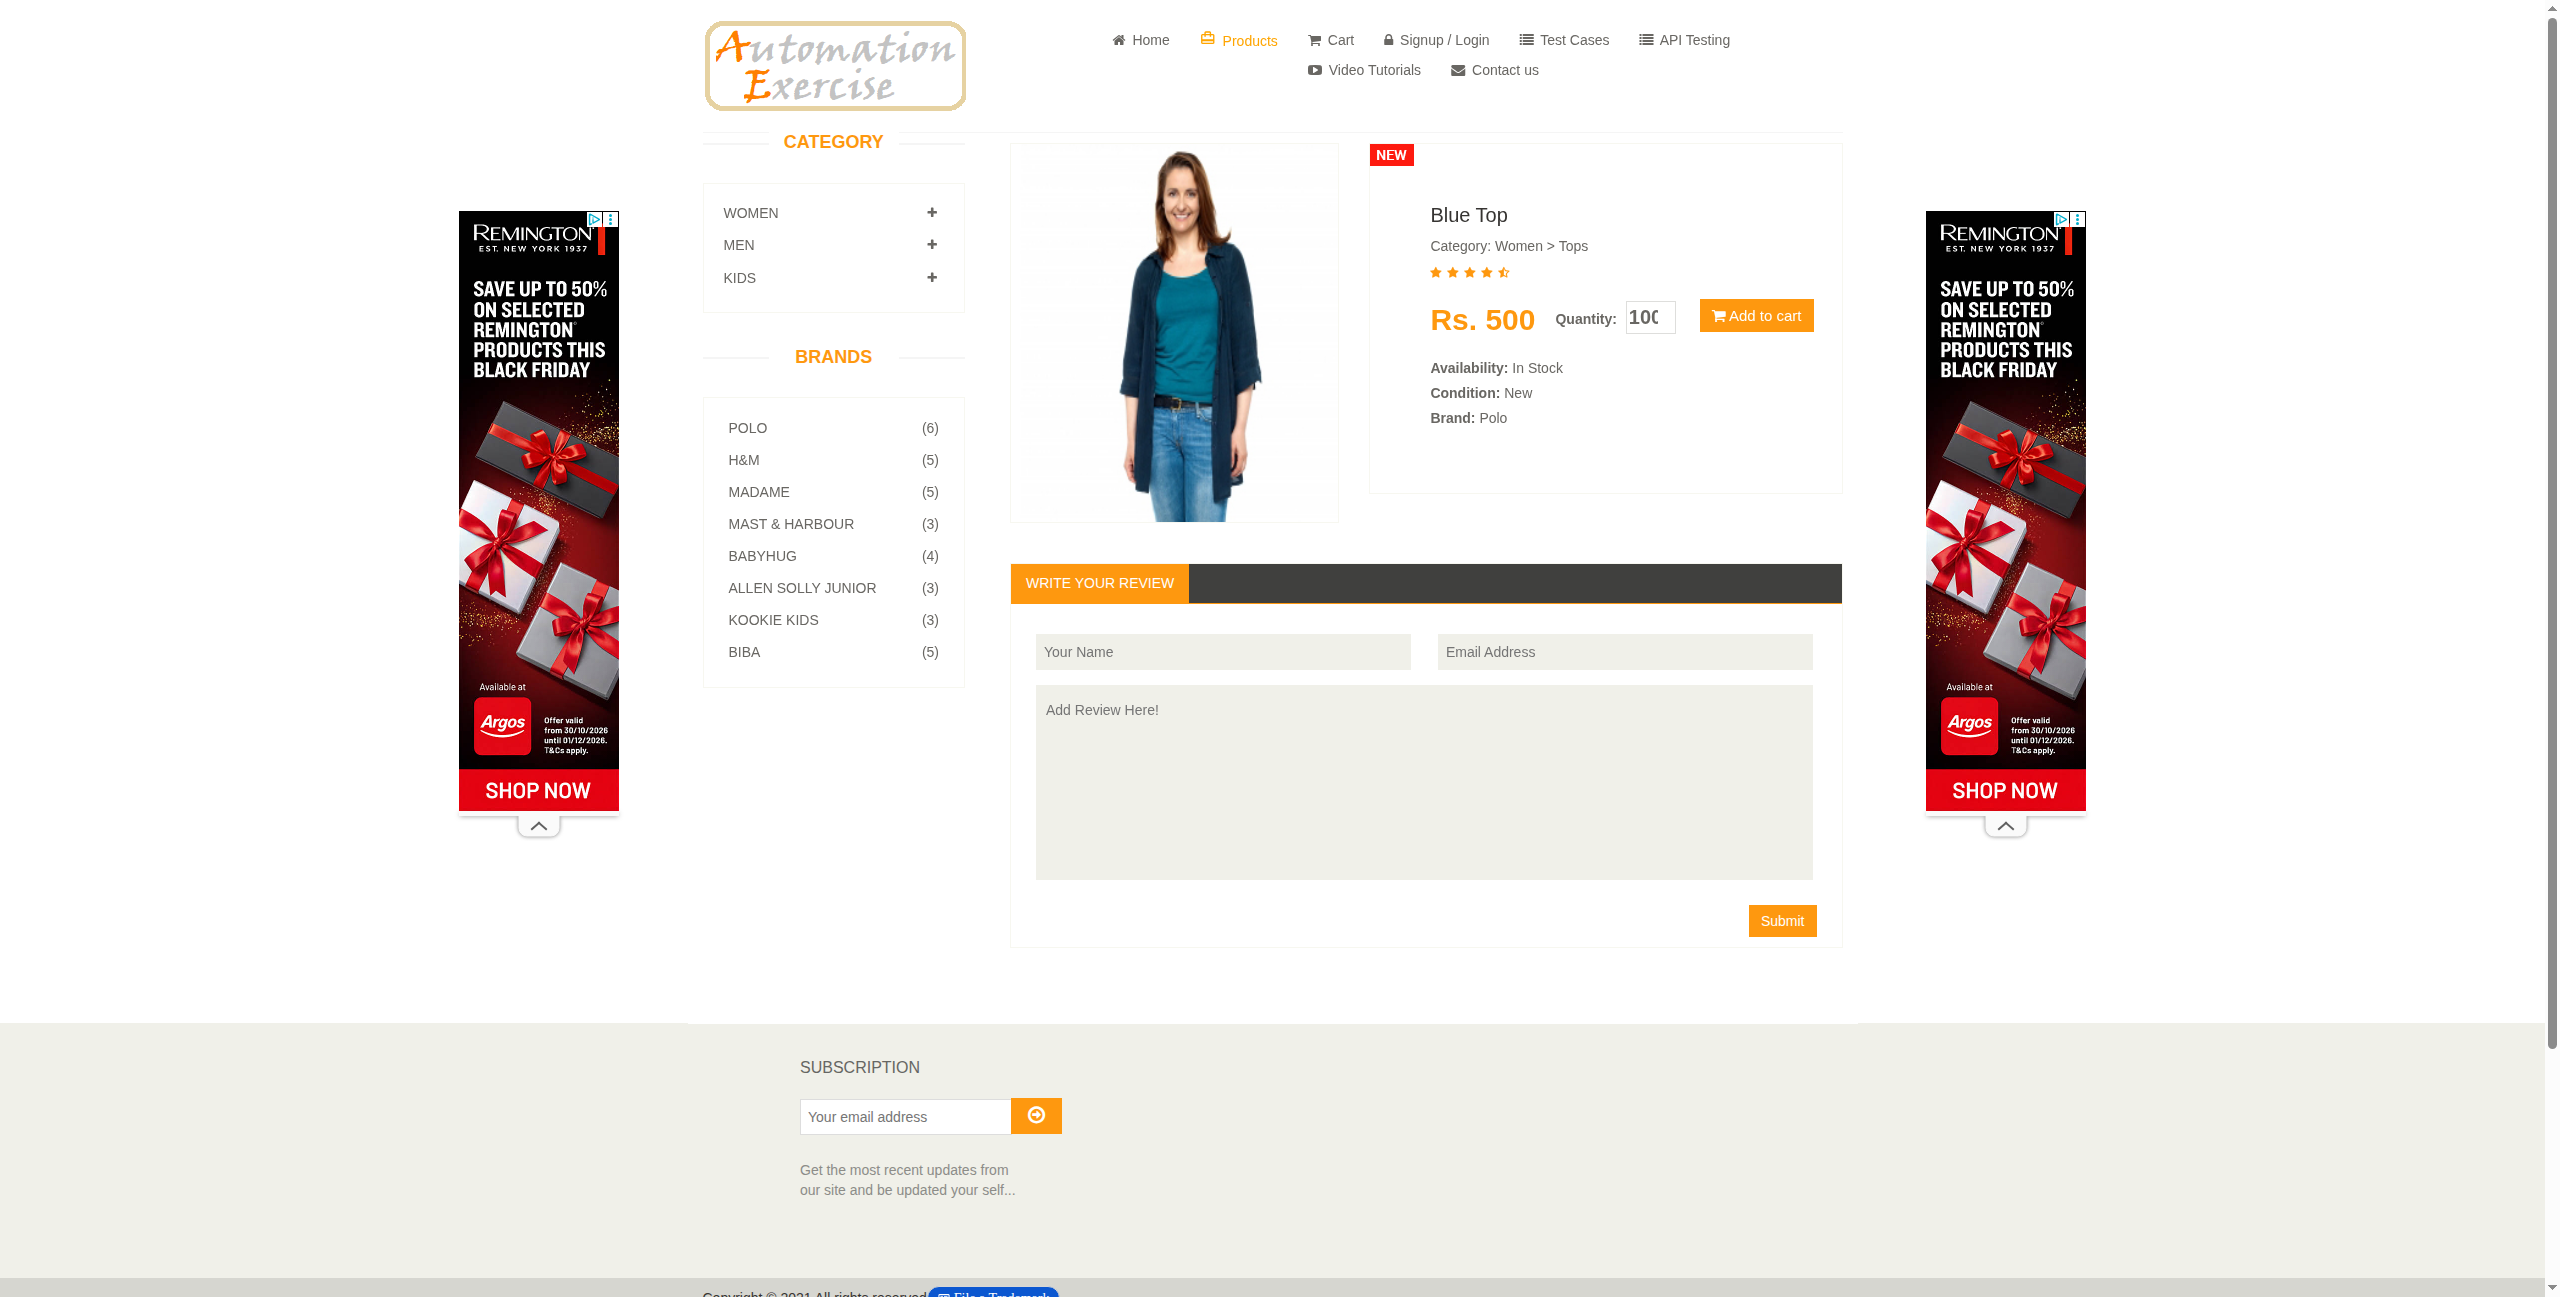 Automation
Exercise
Home
Products
Cart
Signup / Login
Test Cases
API Testing
Video Tutorials
Contact us
CATEGORY
WOMEN
MEN
KIDS
BRANDS
POLO (6)
H&M (5)
MADAME (5)
MAST & HARBOUR (3)
BABYHUG (4)
ALLEN SOLLY JUNIOR (3)
KOOKIE KIDS (3)
BIBA (5)
NEW
Blue Top
Category: Women > Tops
Rs. 500 Quantity: 100 Add to cart
Availability: In Stock
Condition: New
Brand: Polo
WRITE YOUR REVIEW
Your Name
Email Address
Add Review Here!
Submit
REMINGTON
EST. NEW YORK 1937
SAVE UP TO 50%
ON SELECTED
REMINGTON®
PRODUCTS THIS
BLACK FRIDAY
Available at
Argos
Offer valid
from 30/10/2026
until 01/12/2026.
T&Cs apply.
SHOP NOW
REMINGTON
EST. NEW YORK 1937
SAVE UP TO 50%
ON SELECTED
REMINGTON®
PRODUCTS THIS
BLACK FRIDAY
Available at
Argos
Offer valid
from 30/10/2026
until 01/12/2026.
T&Cs apply.
SHOP NOW
SUBSCRIPTION
Your email address
Get the most recent updates from
our site and be updated your self...
Copyright © 2021 All rights reserved
File a Trademark